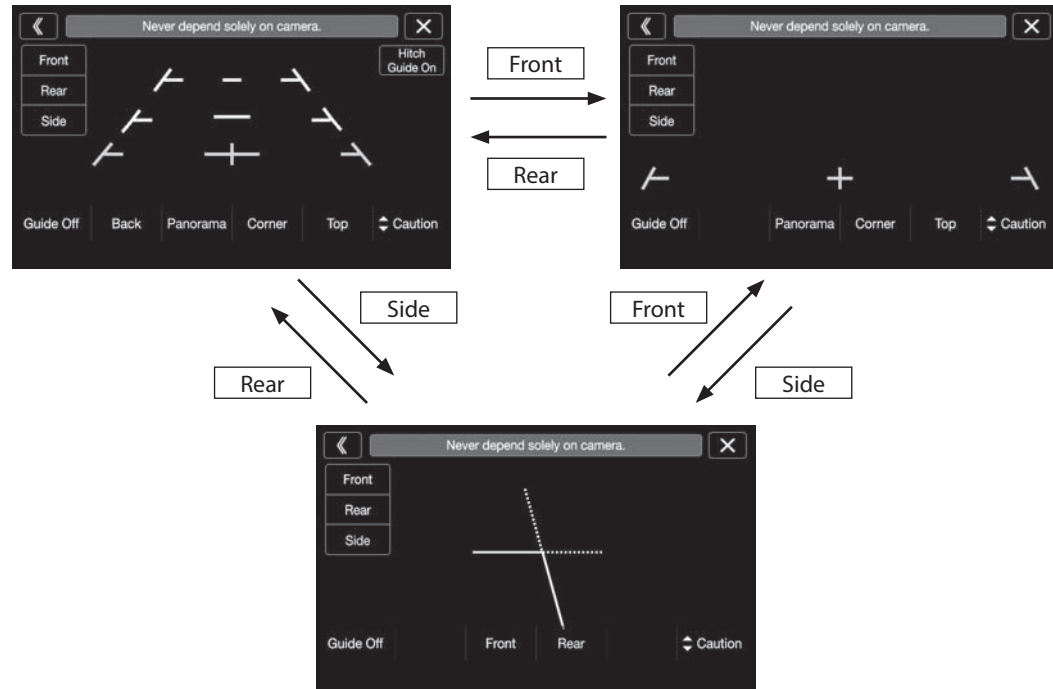 Never depend solely on camera.
Front
Hitch
Guide On
Rear
Side
Guide Off Back Panorama Corner Top Caution
Front
Rear
Never depend solely on camera.
Front
Rear
Side
Guide Off Panorama Corner Top Caution
Side
Rear
Front
Side
Never depend solely on camera.
Front
Rear
Side
Guide Off Front Rear Caution